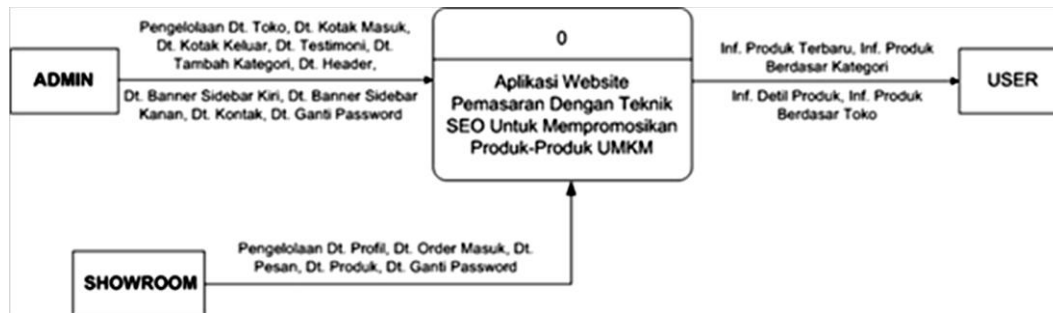 Pengelolaan Dt. Toko, Dt. Kotak Masuk,
Dt. Kotak Keluar, Dt. Testimoni, Dt.
Tambah Kategori, Dt. Header,
ADMIN
Dt. Banner Sidebar Kiri, Dt. Banner Sidebar
Kanan, Dt. Kontak, Dt. Ganti Password
0
Aplikasi Website
Pemasaran Dengan Teknik
SEO Untuk Mempromosikan
Produk-Produk UMKM
Inf. Produk Terbaru, Inf. Produk
Berdasar Kategori
USER
Inf. Detil Produk, Inf. Produk
Berdasar Toko
Pengelolaan Dt. Profil, Dt. Order Masuk, Dt.
Pesan, Dt. Produk, Dt. Ganti Password
SHOWROOM